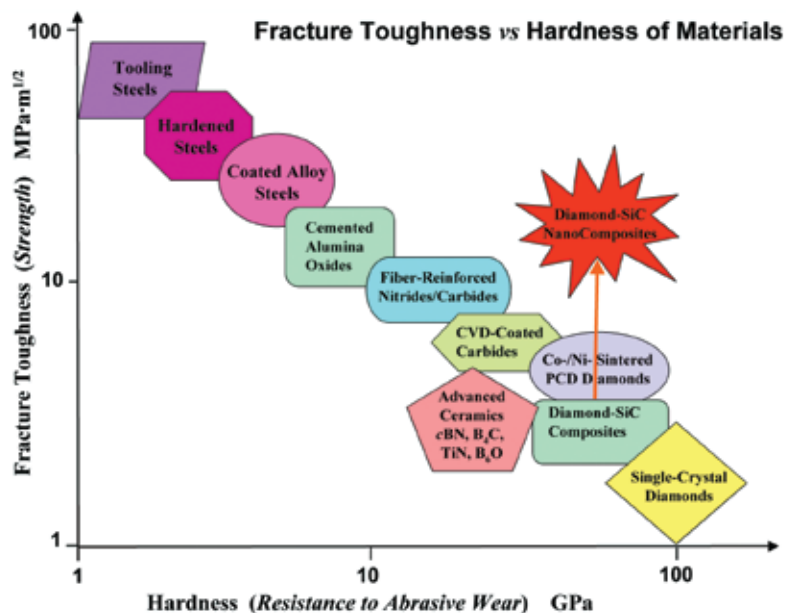 Fracture Toughness vs Hardness of Materials
100
Tooling
Steels
Hardened
Steels
Coated Alloy
Steels
Cemented
Alumina
Oxides
Diamond-SiC
NanoComposites
10
Fiber-Reinforced
Nitrides/Carbides
CVD-Coated
Carbides
Co-/Ni- Sintered
PCD Diamonds
Advanced
Ceramics
cBN, B₄C,
TiN, B₆O
Diamond-SiC
Composites
Single-Crystal
Diamonds
1
1
10
100
Fracture Toughness (Strength) MPa·m¹/²
Hardness (Resistance to Abrasive Wear) GPa